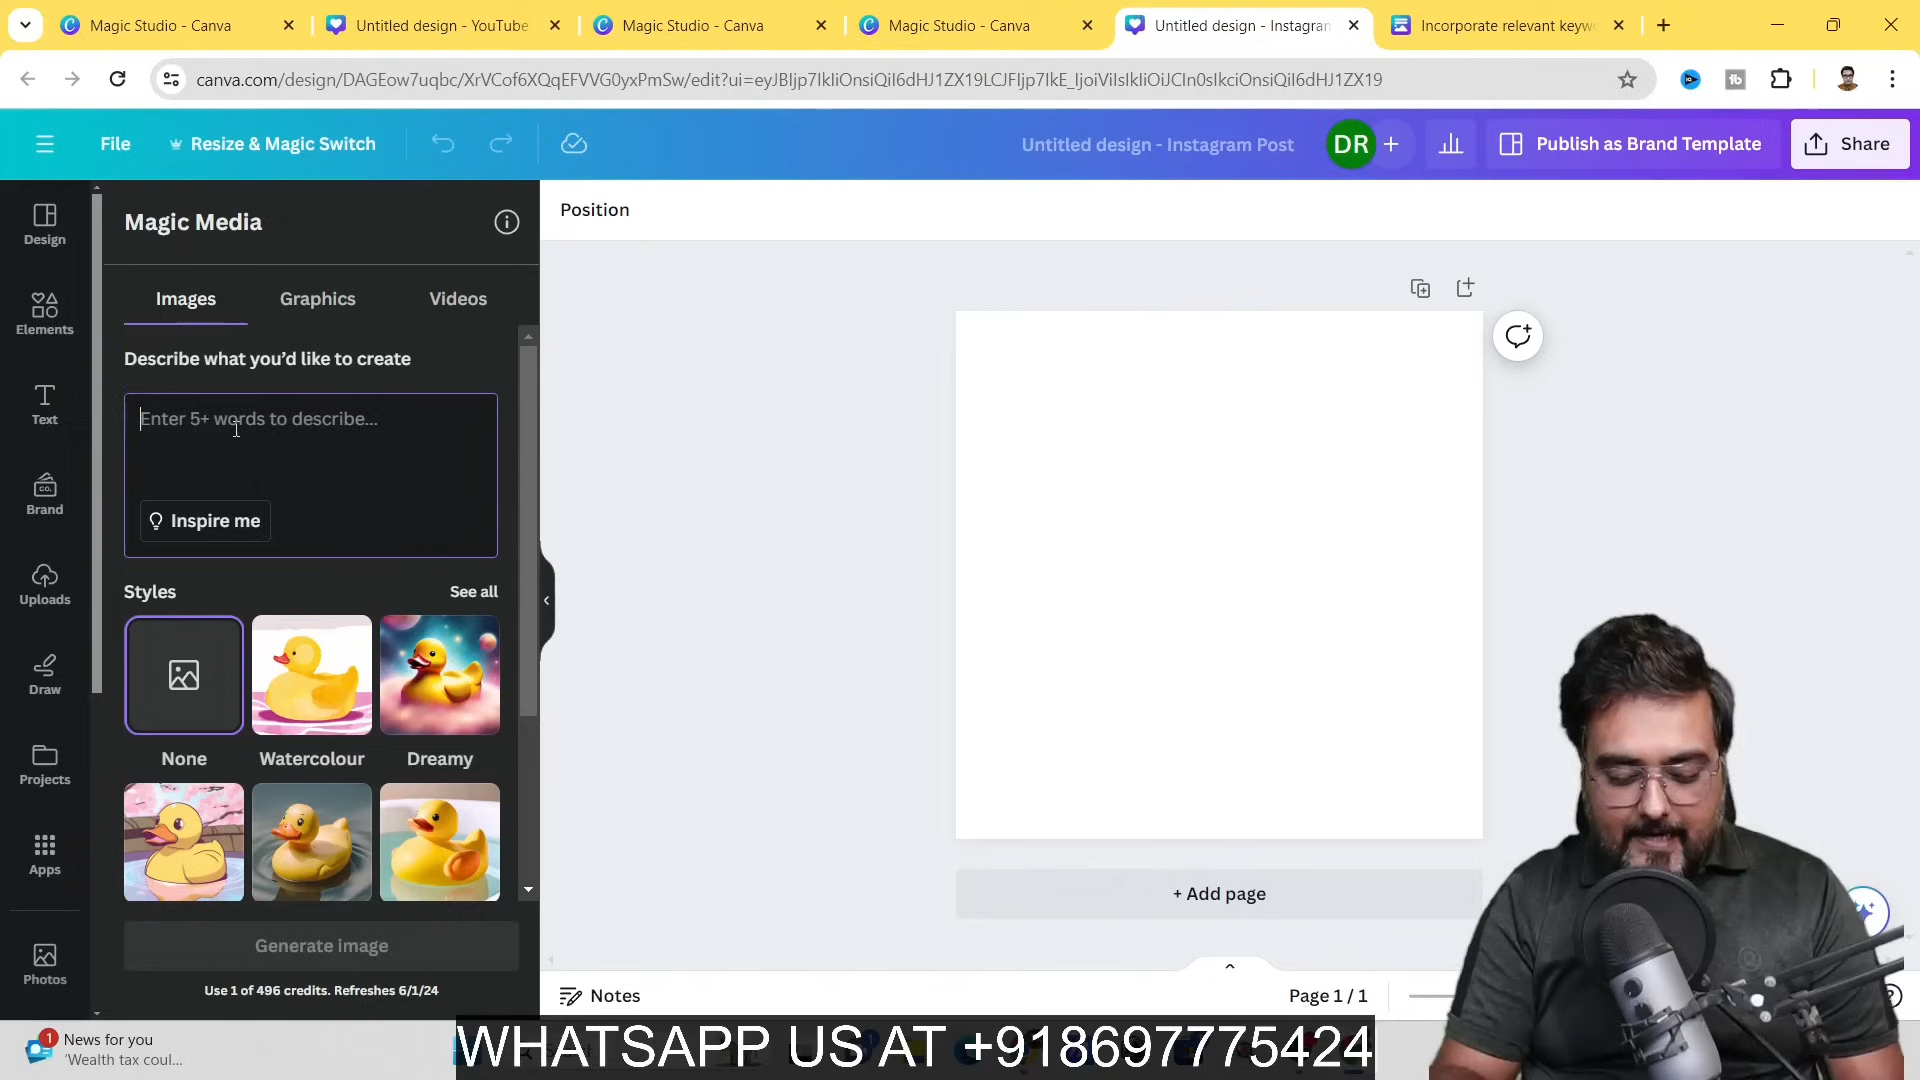 Magic Studio - Canva
Untitled design - YouTube
Magic Studio - Canva
Magic Studio - Canva
Untitled design - Instagram
Incorporate relevant keywo
canva.com/design/DAGEow7uqbc/XrVCof6XQqEFVVG0yxPmSw/edit?ui=eyJBIjp7IkIiOnsiQiI6dHJ1ZX19LCJFIjp7IkE_IjoiViIsIkIiOiJCIn0sIkciOnsiQiI6dHJ1ZX19
File
Resize & Magic Switch
Untitled design - Instagram Post
DR
Publish as Brand Template
Share
Design
Elements
Text
Brand
Uploads
Draw
Projects
Apps
Photos
Magic Media
Images
Graphics
Videos
Describe what you'd like to create
Enter 5+ words to describe...
Inspire me
Styles
See all
None
Watercolour
Dreamy
Generate image
Use 1 of 496 credits. Refreshes 6/1/24
Position
+ Add page
Notes
Page 1 / 1
1
News for you
'Wealth tax coul...
WHATSAPP US AT +918697775424